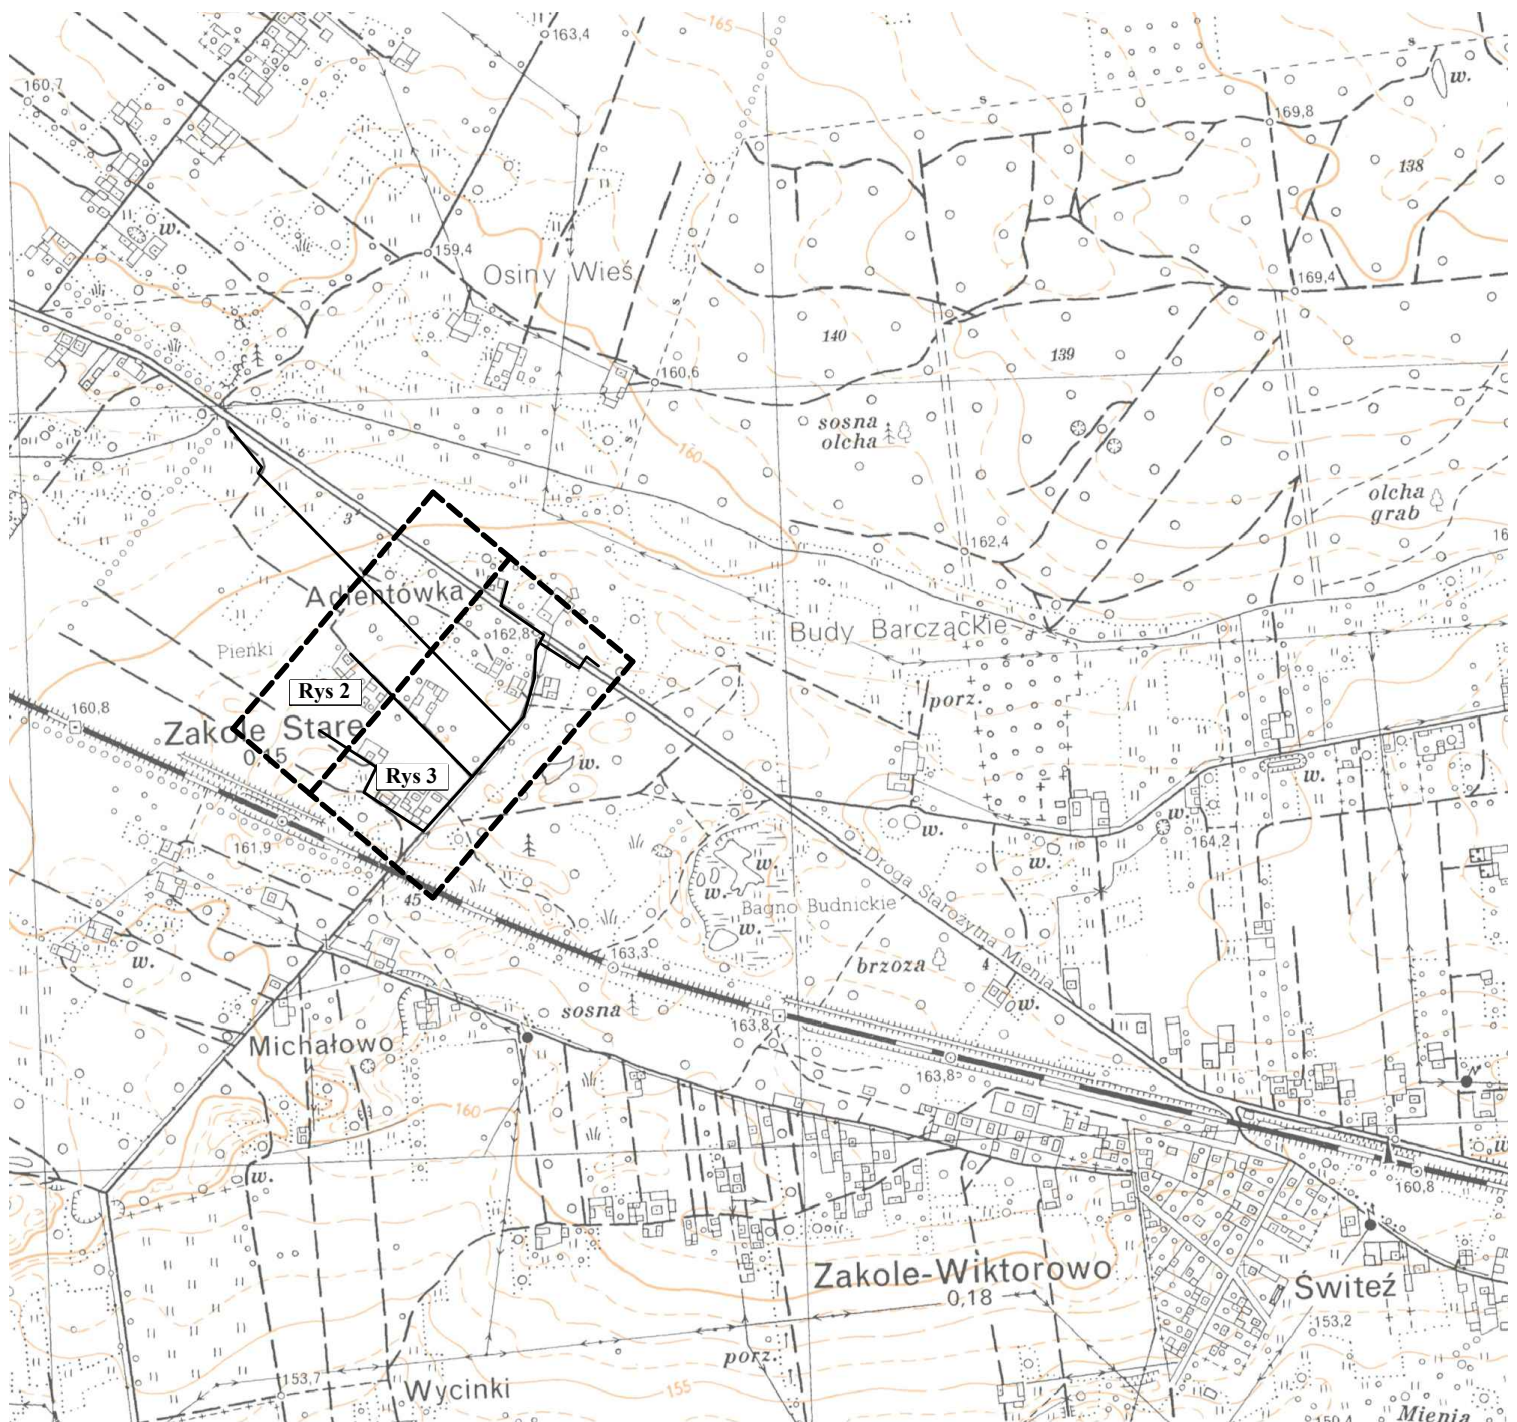 165
163,4
s
w.
160,7
s
169,8
138
w.
159,4
Osiny Wieś
169,4
s
140
139
160,6
sosna
olcha
s
160
olcha
grab
3
162,4
16
Adientówka
162,8
Budy Barcząckie
Pieńki
Rys 2
porz.
160,8
Zakole Stare
0,15
w.
Rys 3
w.
w.
w.
164,2
161,9
w.
Droga Starożytna Mienia
w.
w.
45
Bagno Budnickie
w.
w.
163,3
brzoza
4
sosna
w.
163,8
Michałowo
163,8
160
w.
w.
160,8
Zakole-Wiktorowo
0,18
Świteź
153,2
porz.
153,7
Wycinki
155
Mienia